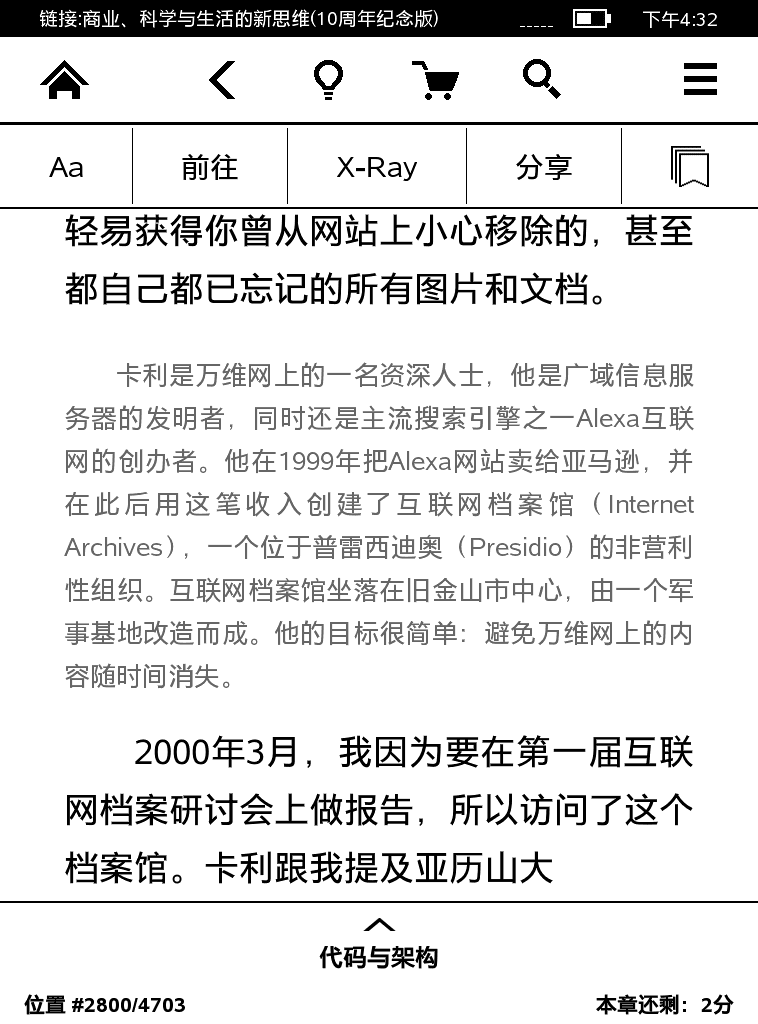 链接:商业、科学与生活的新思维(10周年纪念版)
下午4:32
Aa
前往
X-Ray
分享
轻易获得你曾从网站上小心移除的，甚至
都自己都已忘记的所有图片和文档。
卡利是万维网上的一名资深人士，他是广域信息服
务器的发明者，同时还是主流搜索引擎之一Alexa互联
网的创办者。他在1999年把Alexa网站卖给亚马逊，并
在此后用这笔收入创建了互联网档案馆（Internet
Archives），一个位于普雷西迪奥（Presidio）的非营利
性组织。互联网档案馆坐落在旧金山市中心，由一个军
事基地改造而成。他的目标很简单：避免万维网上的内
容随时间消失。
2000年3月，我因为要在第一届互联
网档案研讨会上做报告，所以访问了这个
档案馆。卡利跟我提及亚历山大
代码与架构
位置 #2800/4703
本章还剩：2分